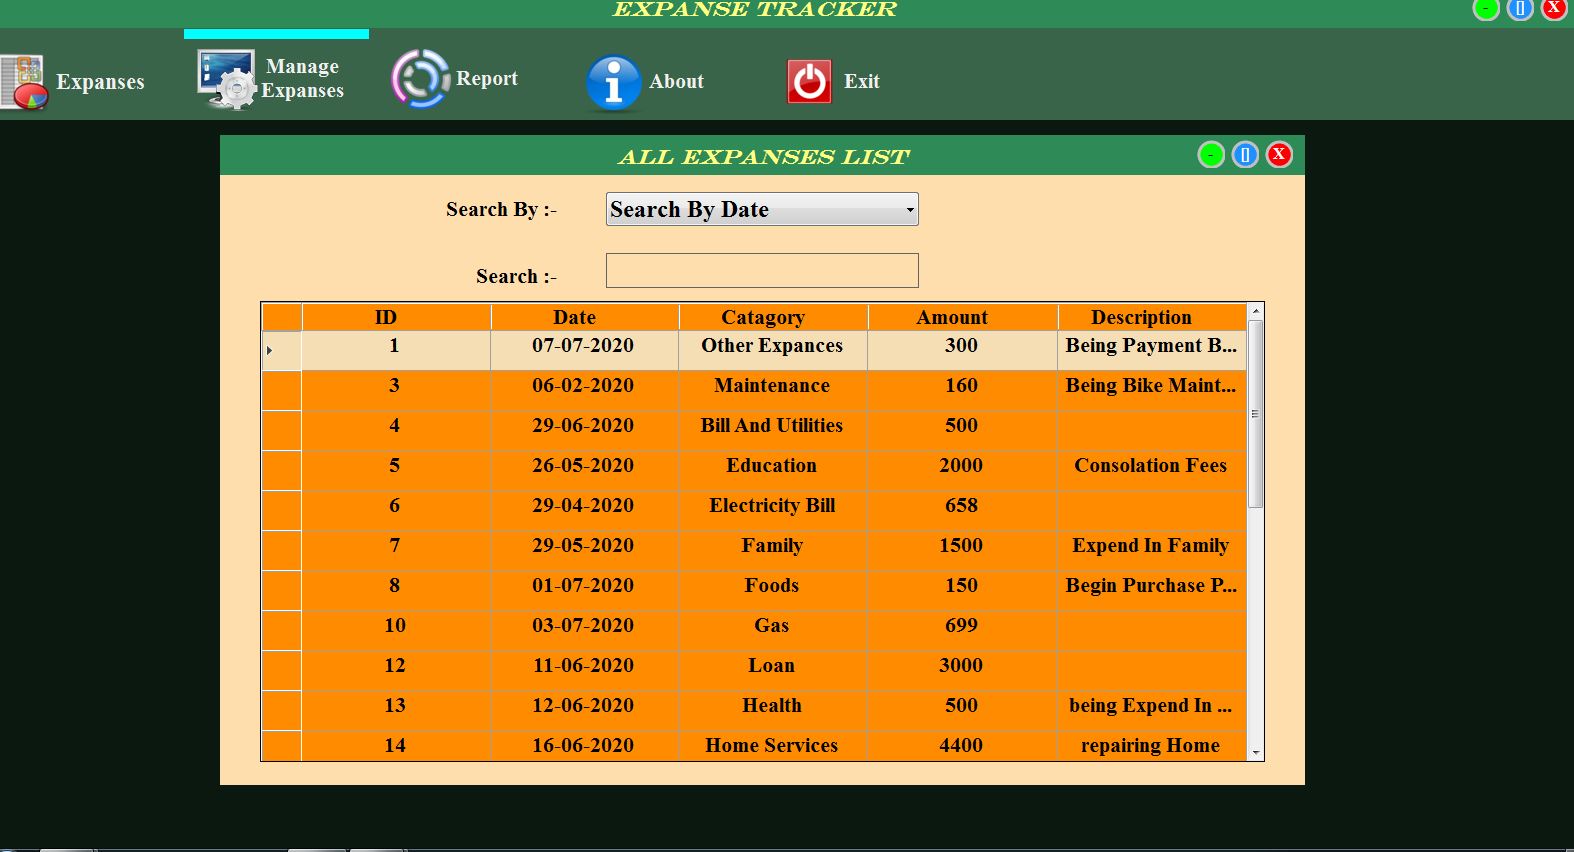 EXPANSE TRACKER
- [] X
Expanses
Manage
Expanses
Report
About
Exit
ALL EXPANSES LIST
- [] X
Search By :- Search By Date
Search :-
ID Date Catagory Amount Description
1 07-07-2020 Other Expances 300 Being Payment B...
3 06-02-2020 Maintenance 160 Being Bike Maint...
4 29-06-2020 Bill And Utilities 500
5 26-05-2020 Education 2000 Consolation Fees
6 29-04-2020 Electricity Bill 658
7 29-05-2020 Family 1500 Expend In Family
8 01-07-2020 Foods 150 Begin Purchase P...
10 03-07-2020 Gas 699
12 11-06-2020 Loan 3000
13 12-06-2020 Health 500 being Expend In ...
14 16-06-2020 Home Services 4400 repairing Home